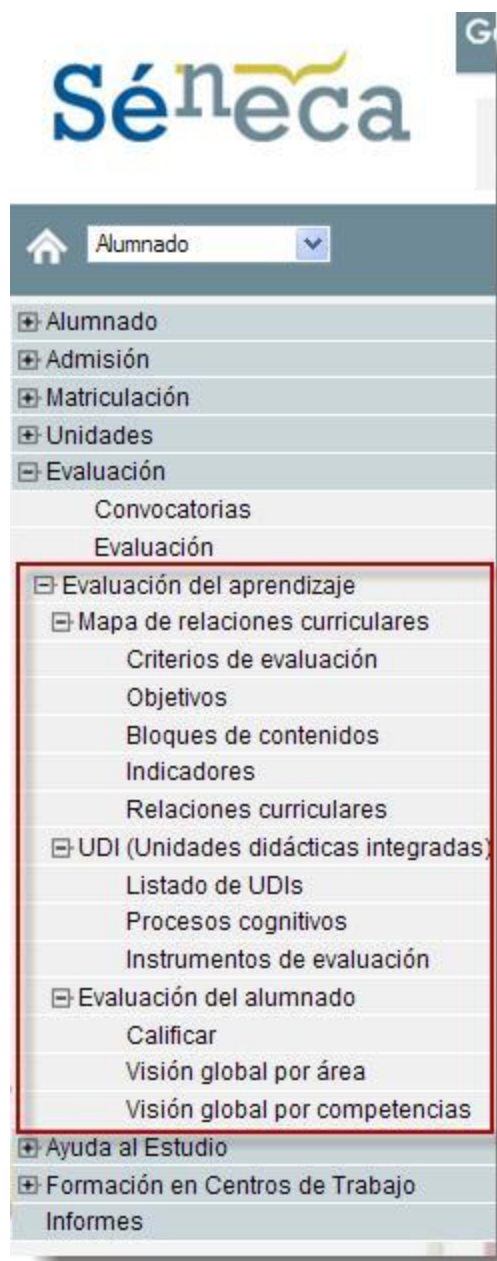 Séneca
Alumnado
Alumnado
Admisión
Matriculación
Unidades
Evaluación
Convocatorias
Evaluación
Evaluación del aprendizaje
Mapa de relaciones curriculares
Criterios de evaluación
Objetivos
Bloques de contenidos
Indicadores
Relaciones curriculares
UDI (Unidades didácticas integradas)
Listado de UDIs
Procesos cognitivos
Instrumentos de evaluación
Evaluación del alumnado
Calificar
Visión global por área
Visión global por competencias
Ayuda al Estudio
Formación en Centros de Trabajo
Informes